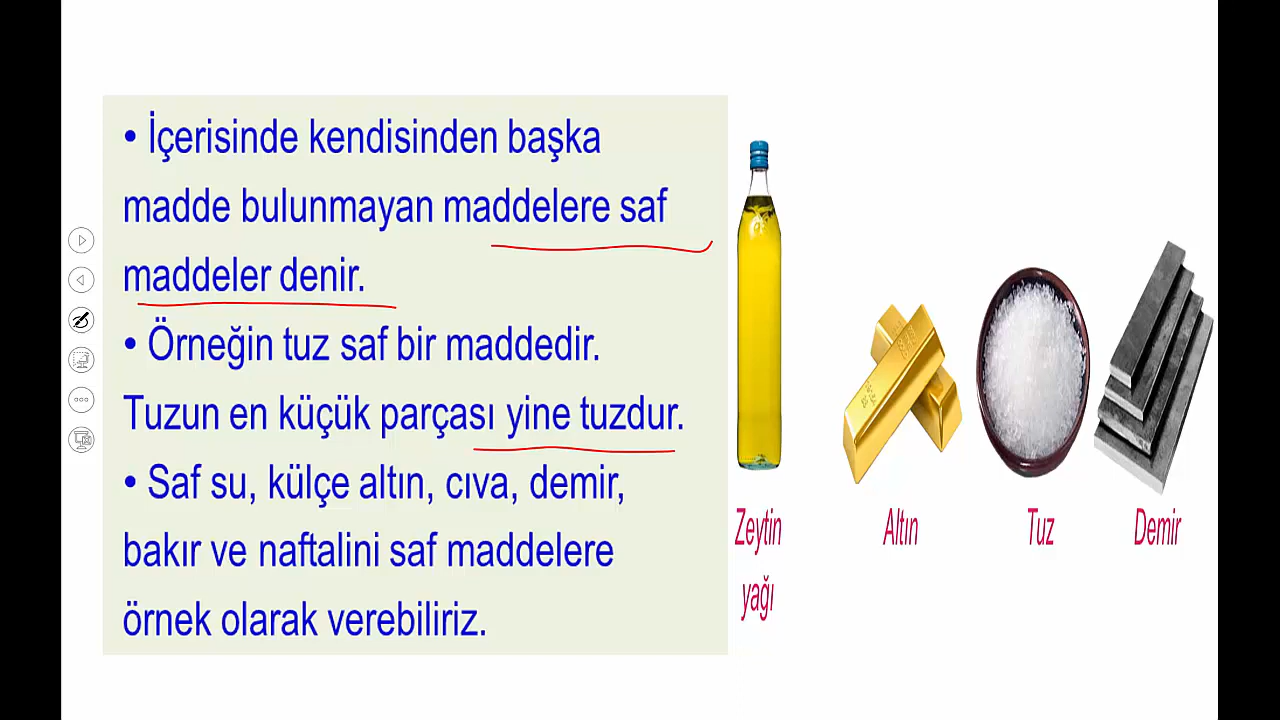 • İçerisinde kendisinden başka
madde bulunmayan maddelere saf
maddeler denir.
• Örneğin tuz saf bir maddedir.
Tuzun en küçük parçası yine tuzdur.
• Saf su, külçe altın, cıva, demir,
bakır ve naftalini saf maddelere
örnek olarak verebiliriz.
Zeytin
yağı
Altın
Tuz
Demir